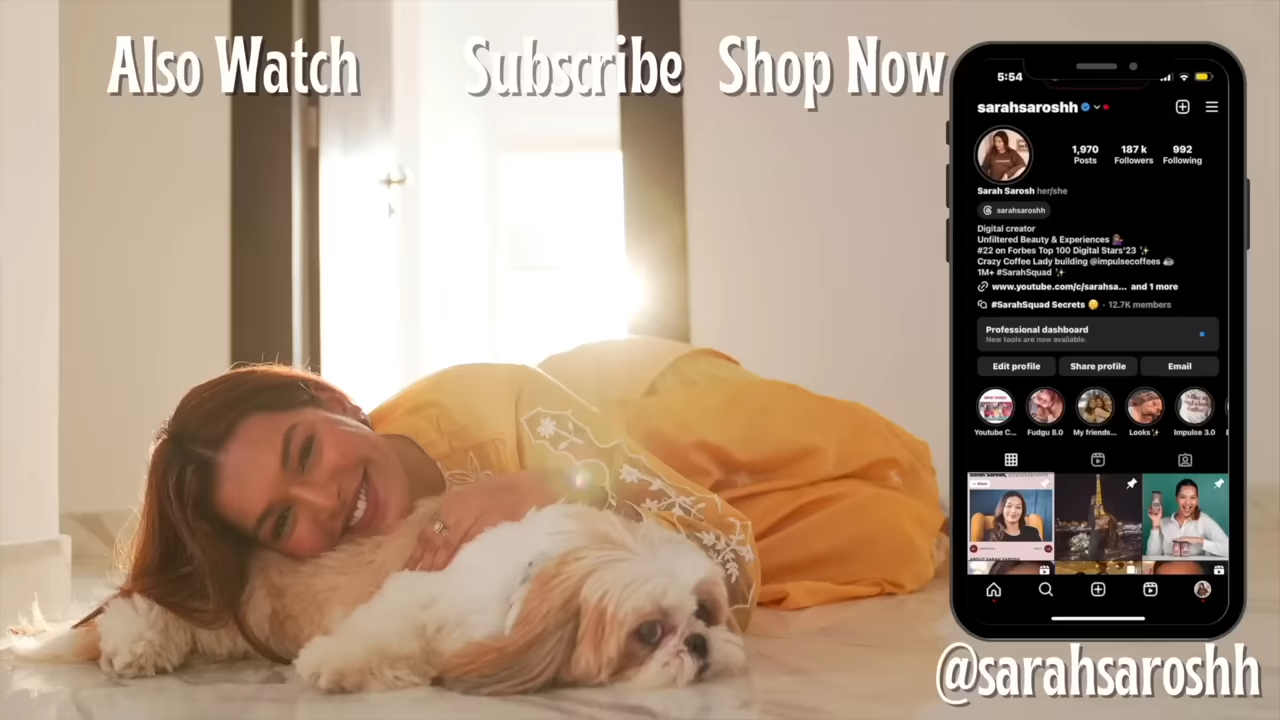 Also Watch
Subscribe
Shop Now
5:54
sarahsaroshh
1,970
187 k
992
Posts
Followers
Following
Sarah Sarosh her/she
sarahsaroshh
Digital creator
Unfiltered Beauty & Experiences 💇🏽‍♀️
#22 on Forbes Top 100 Digital Stars'23 ✨
Crazy Coffee Lady building @impulsecoffees ☕
1M+ #SarahSquad ✨
www.youtube.com/c/sarahsa... and 1 more
#SarahSquad Secrets 🤫 · 12.7K members
Professional dashboard
New tools are now available.
Edit profile
Share profile
Email
Youtube C...
Fudgu 8.0
My friends...
Looks ✨
Impulse 3.0
@sarahsaroshh